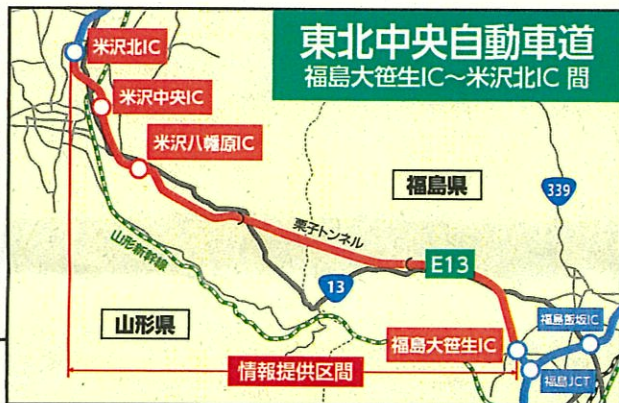 東北中央自動車道
福島大笹生IC～米沢北IC 間
米沢北IC
米沢中央IC
米沢八幡原IC
福島県
339
栗子トンネル
山形新幹線
E13
13
山形県
福島大笹生IC
福島飯坂IC
福島JCT
情報提供区間